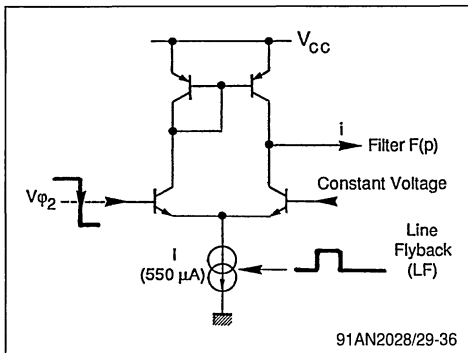 VCC
i
Filter F(p)
Vφ2
Constant Voltage
I
(550 μA)
Line
Flyback
(LF)
91AN2028/29-36